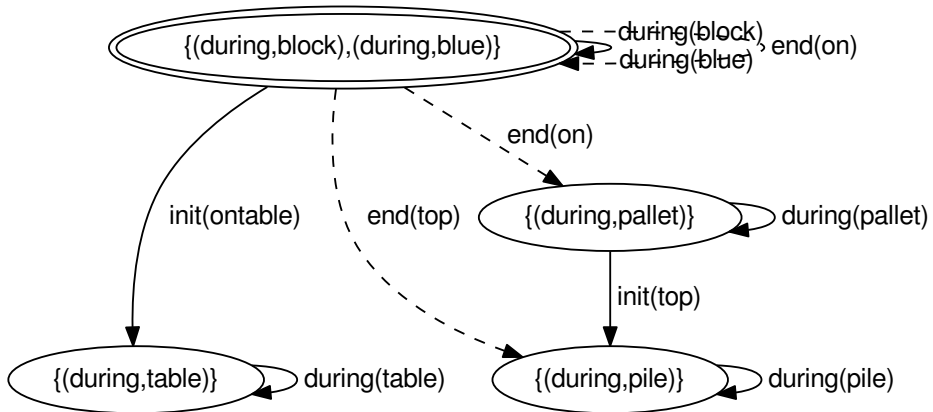 during(block)
{(during,block),(during,blue)}
end(on)
during(blue)
end(on)
init(ontable)
end(top)
{(during,pallet)}
during(pallet)
init(top)
{(during,table)}
during(table)
{(during,pile)}
during(pile)